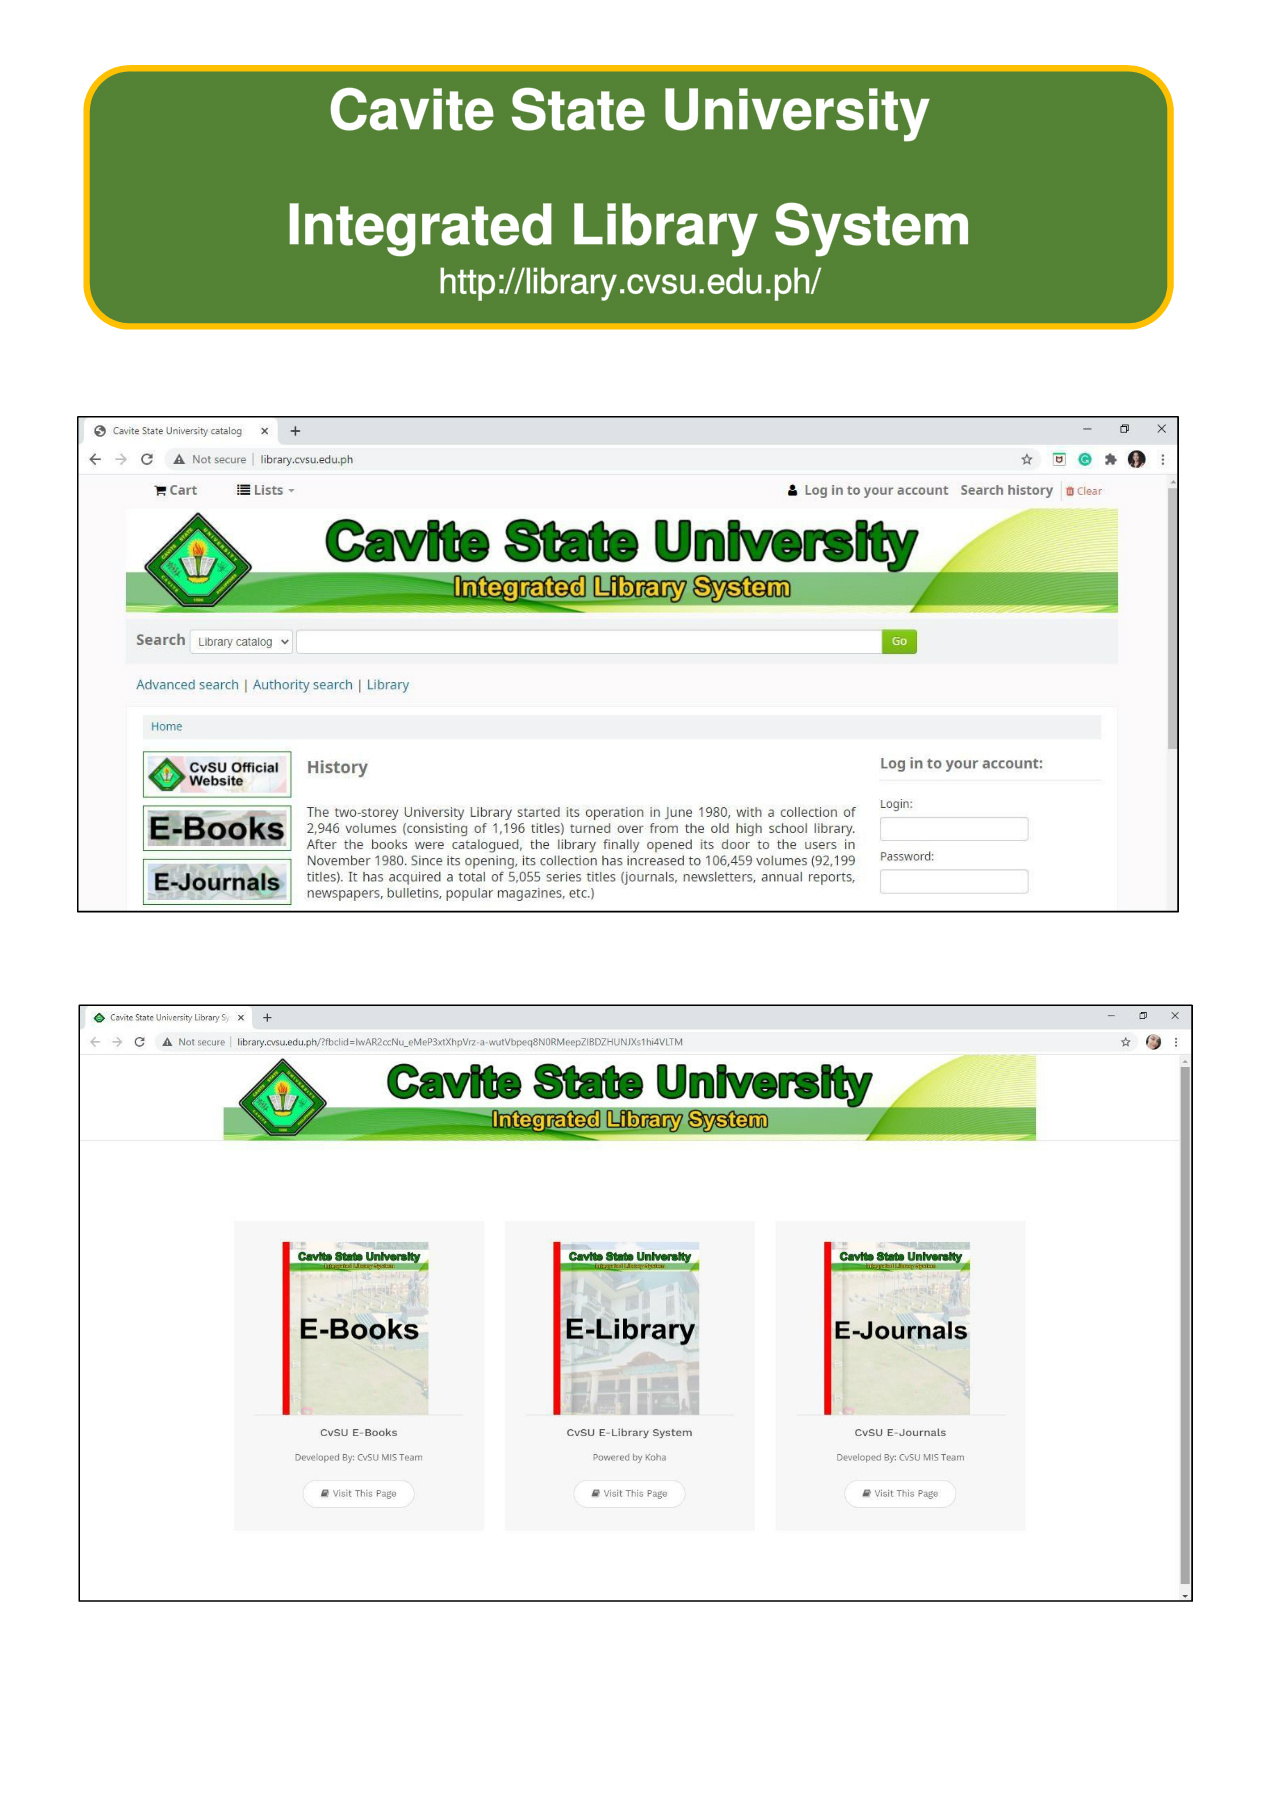 Cavite State University
Integrated Library System
http://library.cvsu.edu.ph/
Cavite State University catalog
Not secure | library.cvsu.edu.ph
Cart Lists Log in to your account Search history Clear
Cavite State University
Integrated Library System
Search Library catalog Go
Advanced search | Authority search | Library
Home
CvSU Official
Website
E-Books
E-Journals
History
The two-storey University Library started its operation in June 1980, with a collection of
2,946 volumes (consisting of 1,196 titles) turned over from the old high school library.
After the books were catalogued, the library finally opened its door to the users in
November 1980. Since its opening, its collection has increased to 106,459 volumes (92,199
titles). It has acquired a total of 5,055 series titles (journals, newsletters, annual reports,
newspapers, bulletins, popular magazines, etc.)
Log in to your account:
Login:
Password:
Cavite State University Library Sy
Not secure | library.cvsu.edu.ph/
Cavite State University
Integrated Library System
Cavite State University
Integrated Library System
E-Books
CvSU E-Books
Developed By: CvSU MIS Team
Visit This Page
Cavite State University
Integrated Library System
E-Library
CvSU E-Library System
Powered by Koha
Visit This Page
Cavite State University
Integrated Library System
E-Journals
CvSU E-Journals
Developed By: CvSU MIS Team
Visit This Page